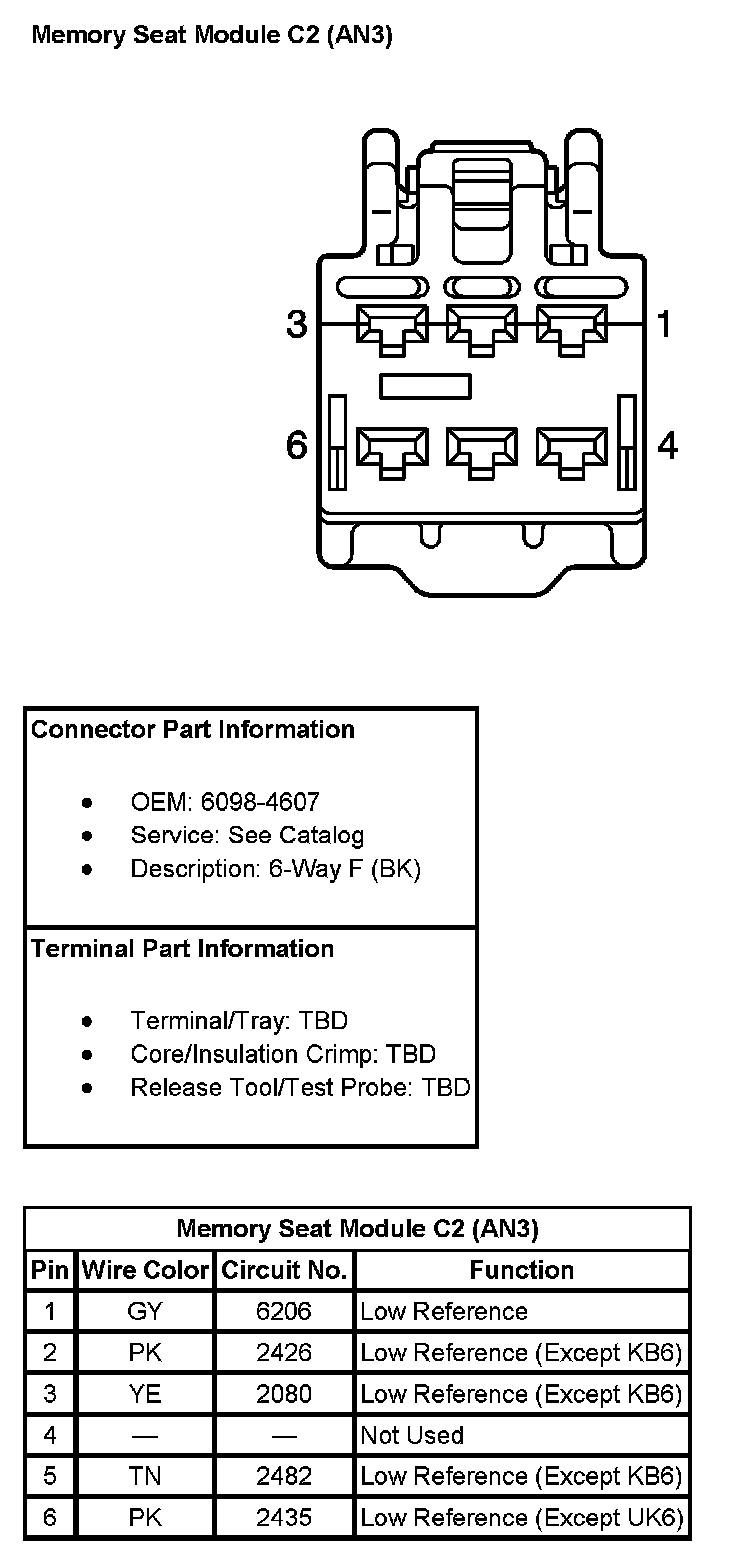 Memory Seat Module C2 (AN3)
3 1
6 4
Connector Part Information
• OEM: 6098-4607
• Service: See Catalog
• Description: 6-Way F (BK)
Terminal Part Information
• Terminal/Tray: TBD
• Core/Insulation Crimp: TBD
• Release Tool/Test Probe: TBD
Memory Seat Module C2 (AN3)
Pin Wire Color Circuit No. Function
1 GY 6206 Low Reference
2 PK 2426 Low Reference (Except KB6)
3 YE 2080 Low Reference (Except KB6)
4 — — Not Used
5 TN 2482 Low Reference (Except KB6)
6 PK 2435 Low Reference (Except UK6)